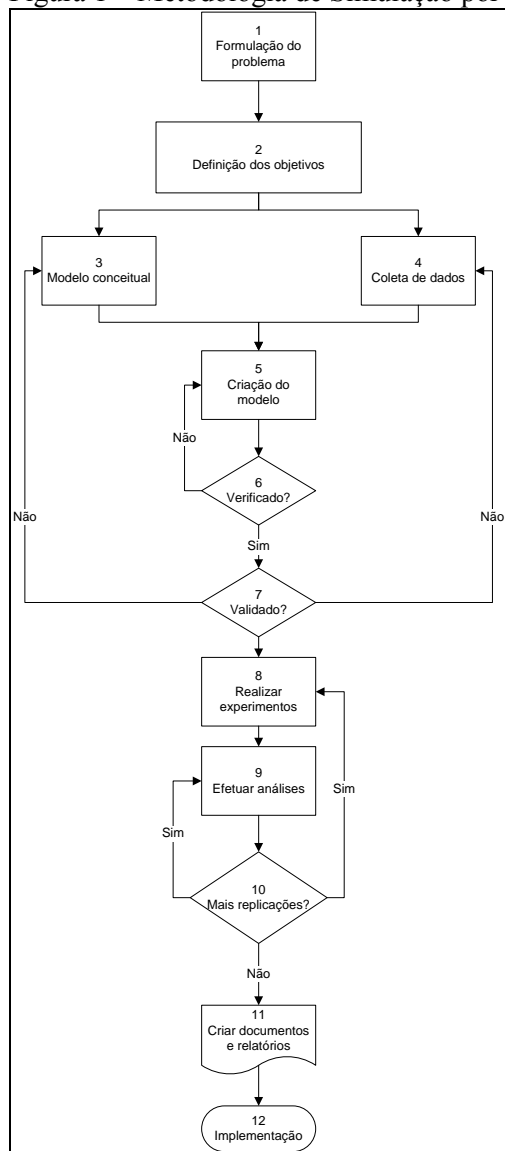 Figura 1 – Metodologia de Simulação por
1
Formulação do
problema
2
Definição dos objetivos
3
Modelo conceitual
4
Coleta de dados
5
Criação do
modelo
Não
6
Verificado?
Não
Não
Sim
7
Validado?
8
Realizar
experimentos
9
Efetuar análises
Sim
Sim
10
Mais replicações?
Não
11
Criar documentos
e relatórios
12
Implementação